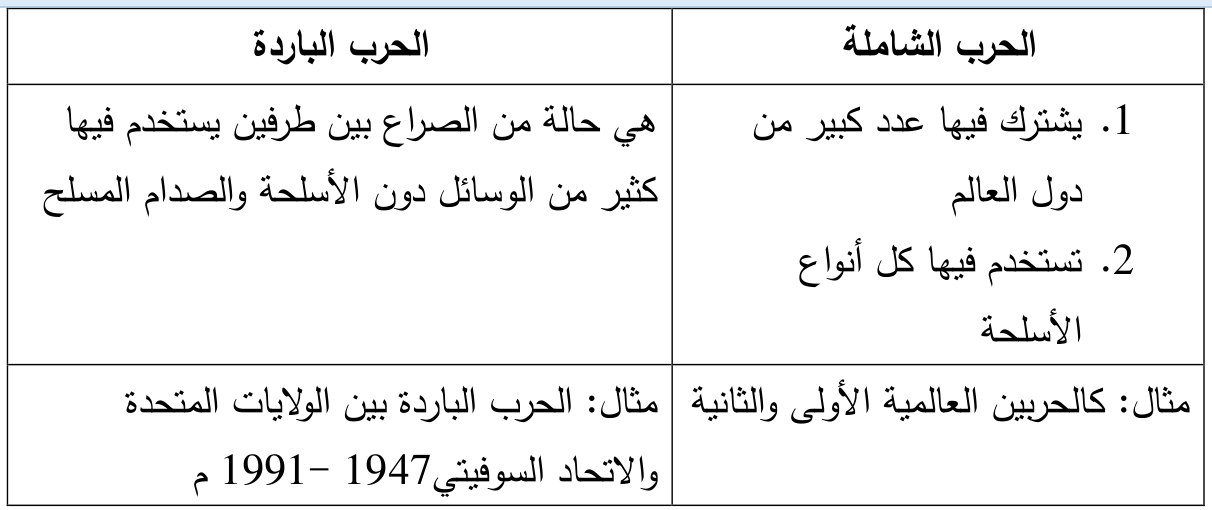 الحرب الشاملة
الحرب الباردة
1. يشترك فيها عدد كبير من
دول العالم
2. تستخدم فيها كل أنواع
الأسلحة
هي حالة من الصراع بين طرفين يستخدم فيها
كثير من الوسائل دون الأسلحة والصدام المسلح
مثال: كالحربين العالمية الأولى والثانية
مثال: الحرب الباردة بين الولايات المتحدة
والاتحاد السوفيتي1947 –1991 م